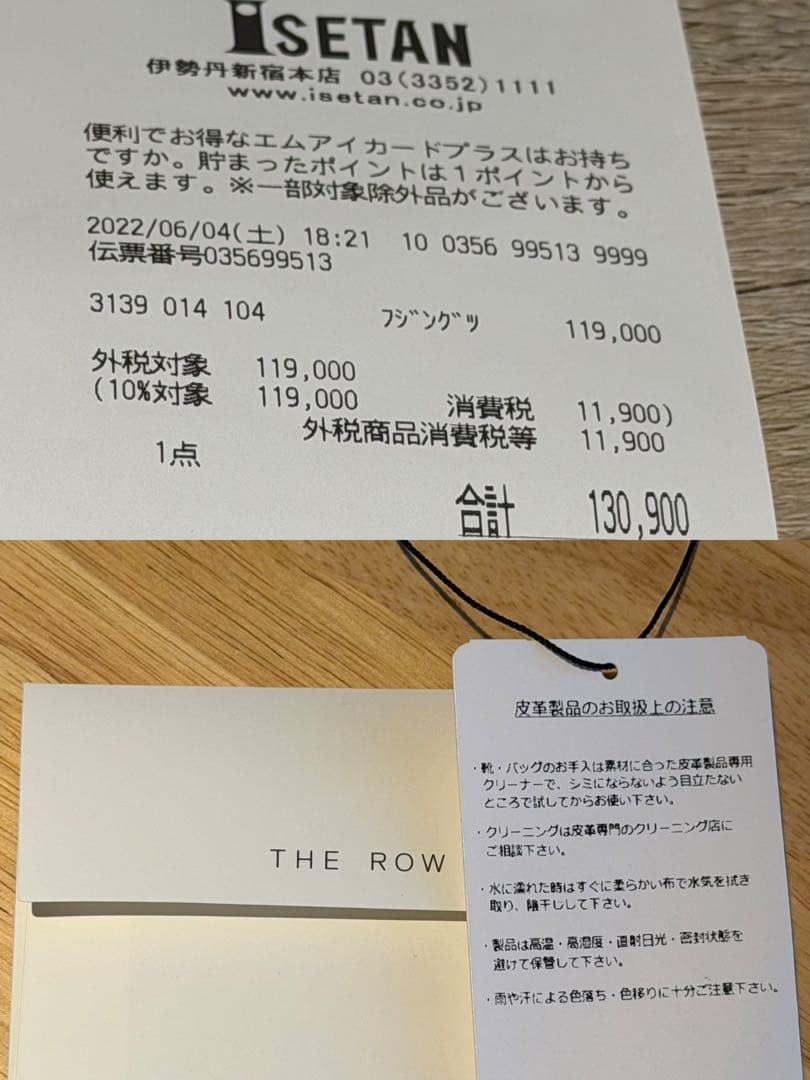 ISETAN
伊勢丹新宿本店 03(3352)1111
www.isetan.co.jp
便利でお得なエムアイカードプラスはお持ち
ですか。貯まったポイントは1ポイントから
使えます。※一部対象除外品がございます。
2022/06/04(土) 18:21 10 0356 99513 9999
伝票番号035699513
3139 014 104 フジングツ 119,000
外税対象 119,000
(10%対象 119,000 消費税 11,900)
外税商品消費税等 11,900
1点
合計 130,900
THE ROW
皮革製品のお取扱上の注意
・靴・バッグのお手入は素材に合った皮革製品専用
クリーナーで、シミにならないよう目立たない
ところで試してからお使い下さい。
・クリーニングは皮革専門のクリーニング店に
ご相談下さい。
・水に濡れた時はすぐに柔らかい布で水気を拭き
取り、陰干しして下さい。
・製品は高温・高湿度・直射日光・密封状態を
避けて保管して下さい。
・雨や汗による色落ち・色移りに十分ご注意下さい。